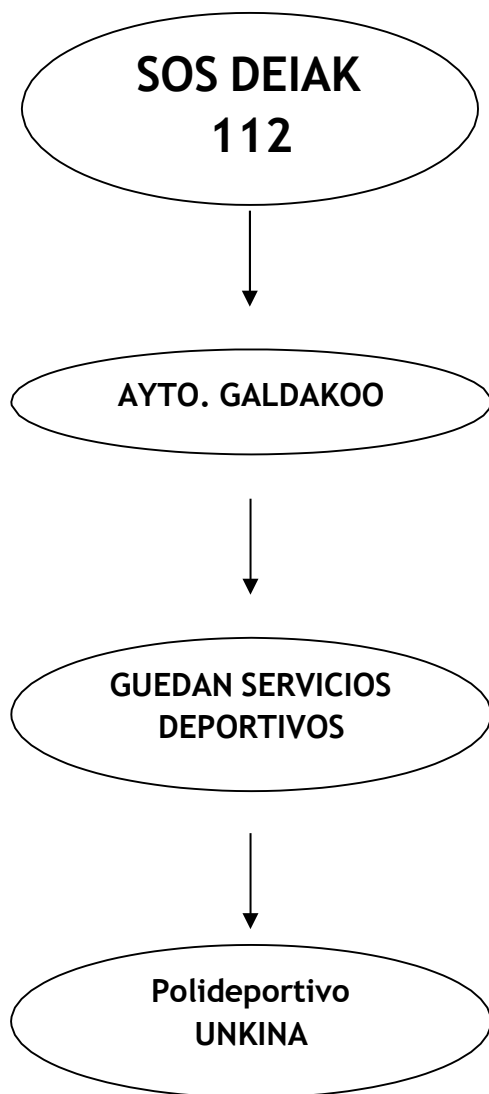 SOS DEIAK
112
AYTO. GALDAKOO
GUEDAN SERVICIOS
DEPORTIVOS
Polideportivo
UNKINA